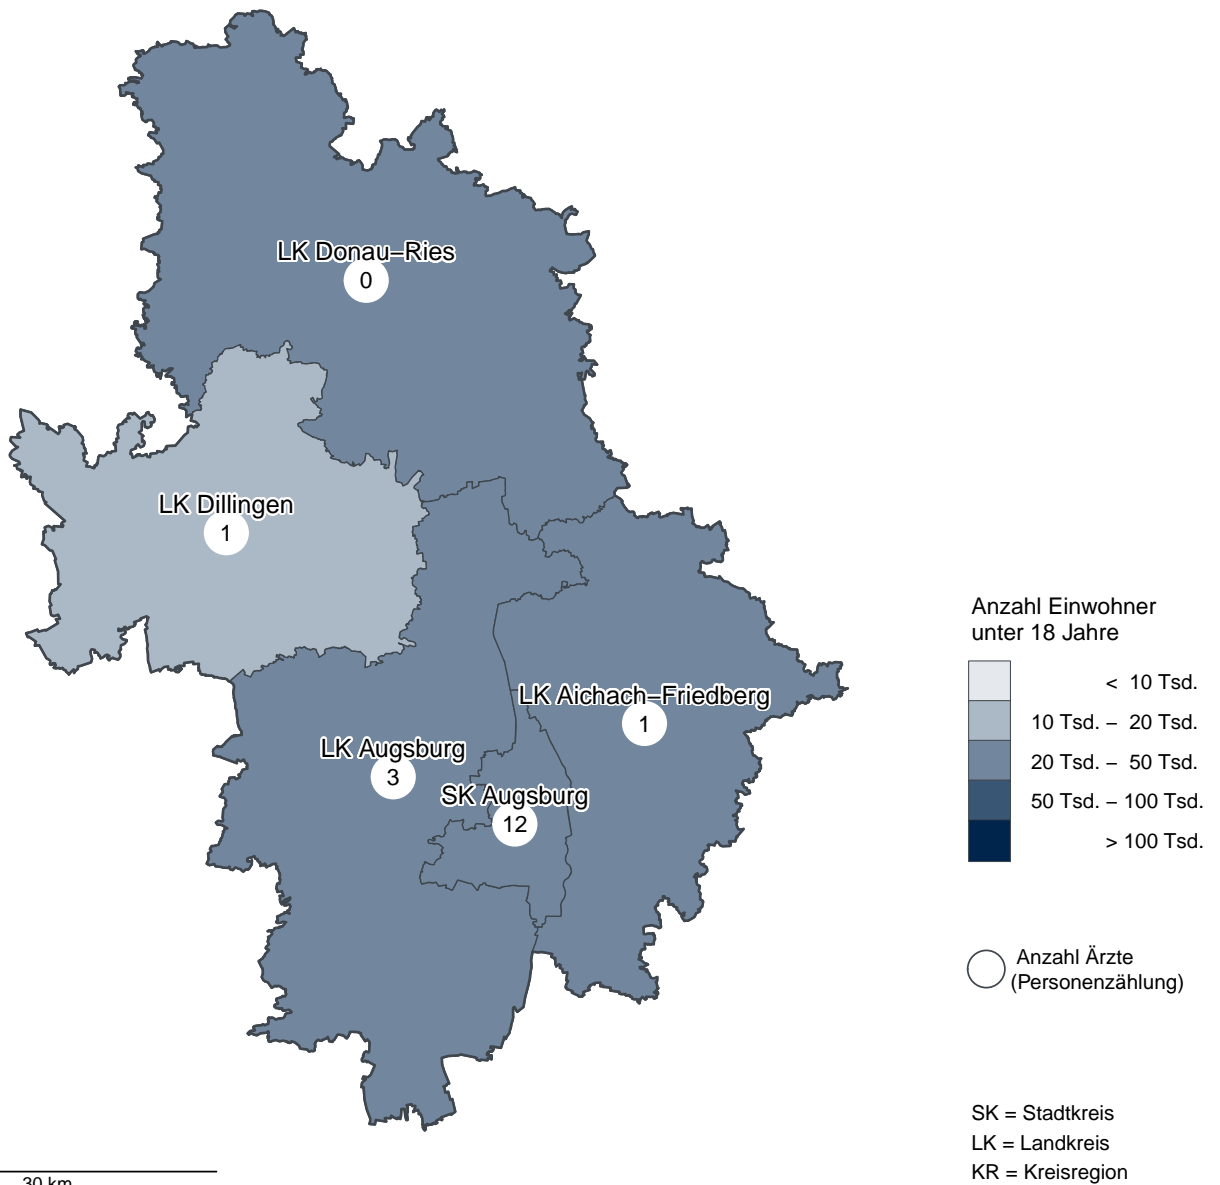 LK Donau–Ries
0
LK Dillingen
1
LK Aichach–Friedberg
1
LK Augsburg
3
SK Augsburg
12
Anzahl Einwohner
unter 18 Jahre
< 10 Tsd.
10 Tsd. – 20 Tsd.
20 Tsd. – 50 Tsd.
50 Tsd. – 100 Tsd.
> 100 Tsd.
Anzahl Ärzte
(Personenzählung)
SK = Stadtkreis
LK = Landkreis
KR = Kreisregion
30 km